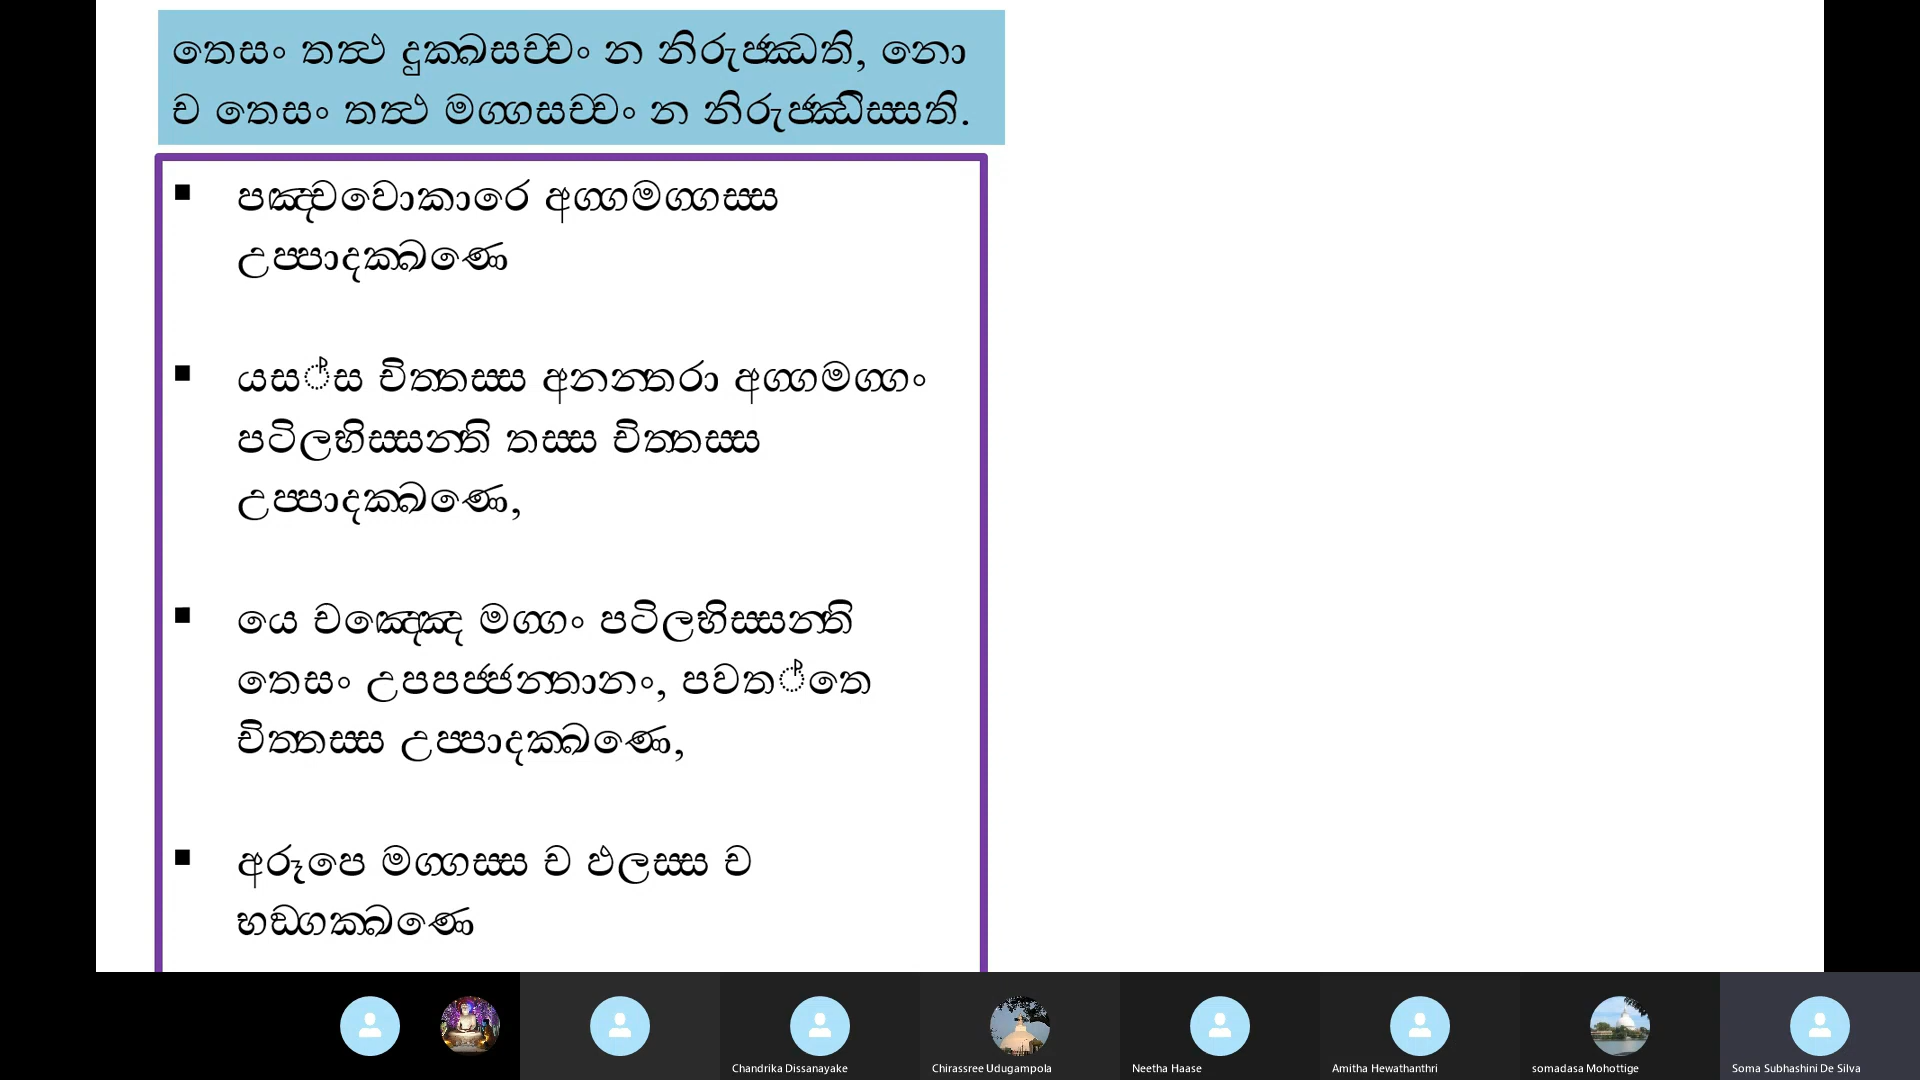 තෙසං තත්‍ථ දුක‍්ඛසච‍්චං න නිරුජ‍්ඣති, නො
ච තෙසං තත්‍ථ මග‍්ගසච‍්චං න නිරුජ‍්ඣිස‍්සති.
පඤ‍්චවොකාරෙ අග‍්ගමග‍්ගස‍්ස
උප‍්පාදක‍්ඛණෙ
යස‌්ස චිත‍්තස‍්ස අනන‍්තරා අග‍්ගමග‍්ගං
පටිලභිස‍්සන‍්ති තස‍්ස චිත‍්තස‍්ස
උප‍්පාදක‍්ඛණෙ,
යෙ චඤ‍්ඤෙ මග‍්ගං පටිලභිස‍්සන‍්ති
තෙසං උපපජ‍්ජන‍්තානං, පවත‌්තෙ
චිත‍්තස‍්ස උප‍්පාදක‍්ඛණෙ,
අරූපෙ මග‍්ගස‍්ස ච ඵලස‍්ස ච
භඞ‍්ගක‍්ඛණෙ
Chandrika Dissanayake
Chirassree Udugampola
Neetha Haase
Amitha Hewathanthri
somadasa Mohottige
Soma Subhashini De Silva